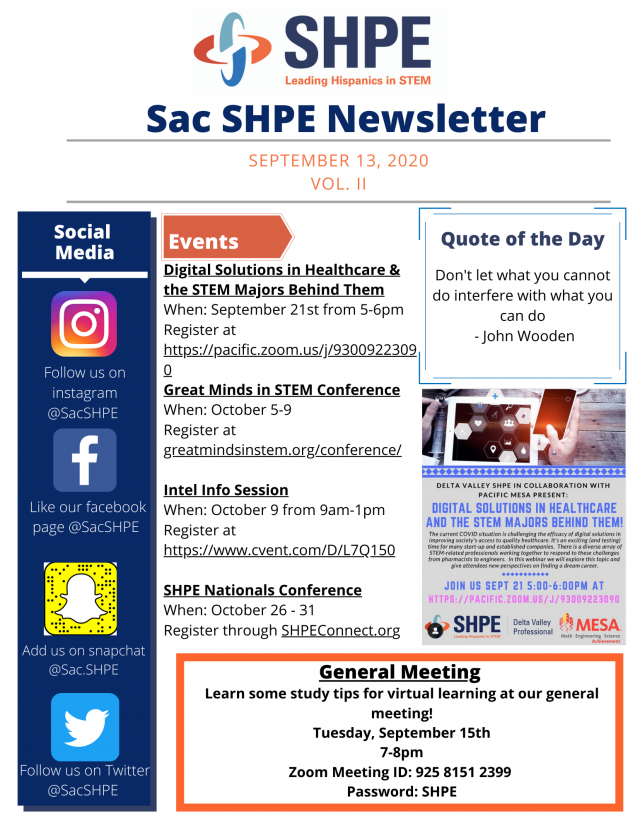 SHPE
Leading Hispanics in STEM
Sac SHPE Newsletter
SEPTEMBER 13, 2020
VOL. II
Social
Media
Follow us on
instagram
@SacSHPE
Like our facebook
page @SacSHPE
Add us on snapchat
@Sac.SHPE
Follow us on Twitter
@SacSHPE
Events
Digital Solutions in Healthcare &
the STEM Majors Behind Them
When: September 21st from 5-6pm
Register at
https://pacific.zoom.us/j/9300922309
0
Great Minds in STEM Conference
When: October 5-9
Register at
greatmindsinstem.org/conference/
Intel Info Session
When: October 9 from 9am-1pm
Register at
https://www.cvent.com/D/L7Q150
SHPE Nationals Conference
When: October 26 - 31
Register through SHPEConnect.org
Quote of the Day
Don't let what you cannot
do interfere with what you
can do
- John Wooden
DELTA VALLEY SHPE IN COLLABORATION WITH
PACIFIC MESA PRESENT:
DIGITAL SOLUTIONS IN HEALTHCARE
AND THE STEM MAJORS BEHIND THEM!
The current COVID situation is challenging the efficacy of digital solutions in
improving society's access to quality healthcare. It's an exciting (and testing)
time for many start-up and established companies. There is a diverse array of
STEM-related professionals working together to respond to these challenges
from pharmacists to engineers. In this webinar we will explore this topic and
give attendees new perspectives on finding a dream career.
JOIN US SEPT 21 5:00-6:00PM AT
HTTPS://PACIFIC.ZOOM.US/J/93009223090
SHPE
Leading Hispanics in STEM
Delta Valley
Professional
MESA
Math Engineering Science
Achievement
General Meeting
Learn some study tips for virtual learning at our general
meeting!
Tuesday, September 15th
7-8pm
Zoom Meeting ID: 925 8151 2399
Password: SHPE